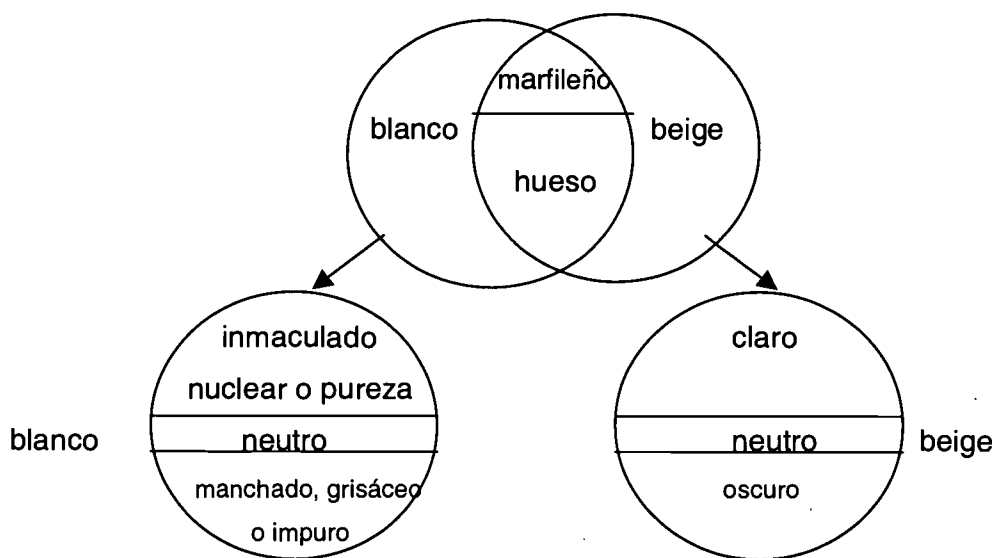 marfileño
blanco
beige
hueso
inmaculado
claro
nuclear o pureza
blanco
neutro
neutro
beige
manchado, grisáceo
oscuro
o impuro